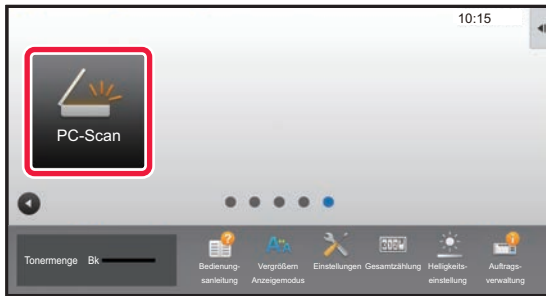 10:15
PC-Scan
Tonermenge Bk
Bedienung-
sanleitung
Vergrößern
Anzeigemodus
Einstellungen
Gesamtzählung
Helligkeits-
einstellung
Auftrags-
verwaltung